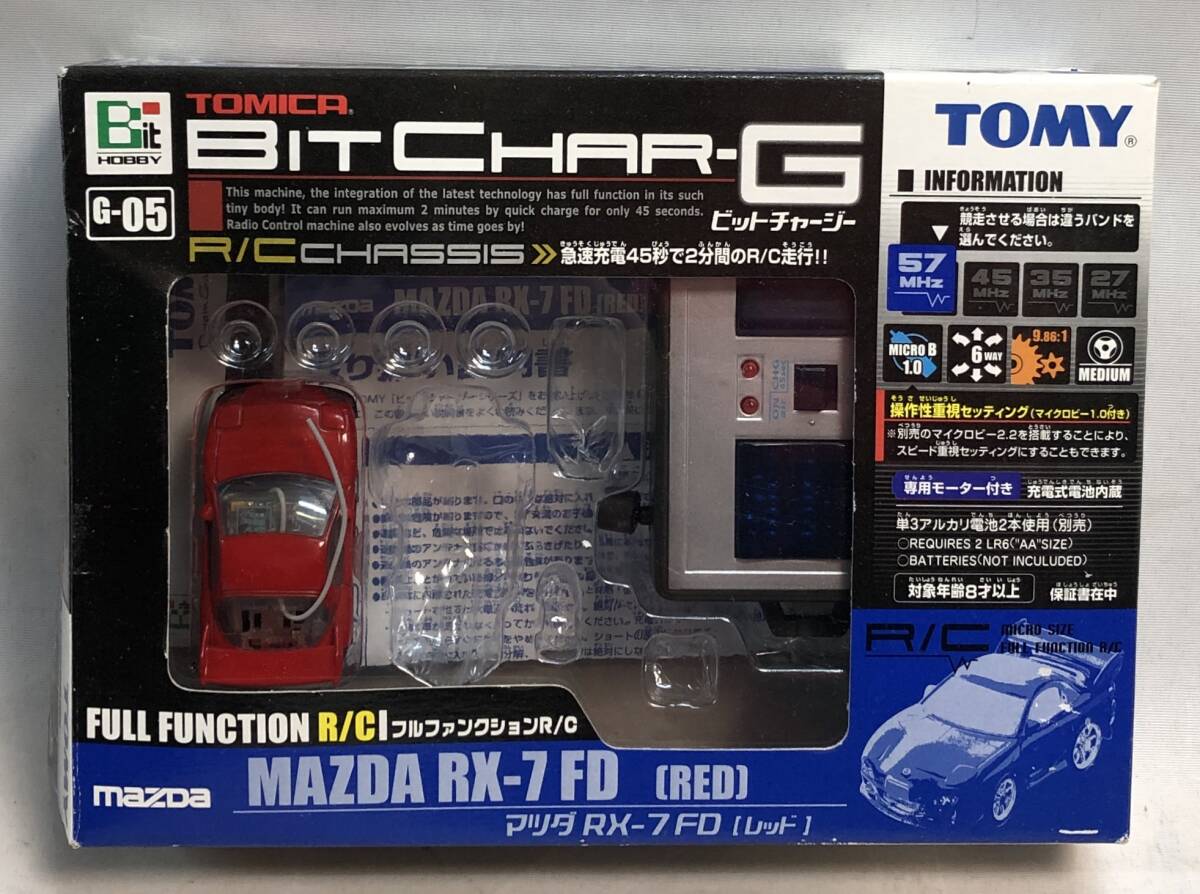 Bit
HOBBY
TOMICA
BIT CHAR-G
ビットチャージー
G-05
This machine, the integration of the latest technology has full function in its such
tiny body! It can run maximum 2 minutes by quick charge for only 45 seconds.
Radio Control machine also evolves as time goes by!
R/C CHASSIS
急速充電45秒で2分間のR/C走行!!
TOMY®
INFORMATION
競走させる場合は違うバンドを
選んでください。
57 MHz
45 MHz
35 MHz
27 MHz
MICRO B 1.0
6 WAY
9.86:1
MEDIUM
操作性重視セッティング(マイクロビー1.0付き)
※別売のマイクロビー2.2を搭載することにより、
スピード重視セッティングにすることもできます。
専用モーター付き 充電式電池内蔵
単3アルカリ電池2本使用(別売)
○REQUIRES 2 LR6("AA"SIZE)
○BATTERIES(NOT INCLULDED)
対象年齢8才以上 保証書在中
R/C
MICRO SIZE
FULL FUNCTION R/C
mazda MAZDA RX-7 FD (RED)
ON
CHG
FULL FUNCTION R/C フルファンクションR/C
mazda
MAZDA RX-7 FD (RED)
マツダ RX-7 FD [レッド]